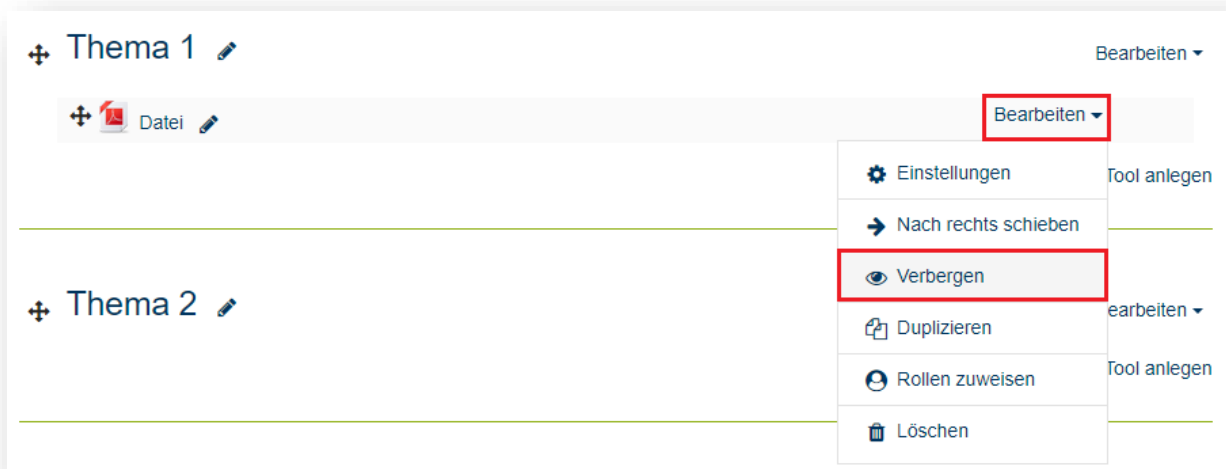 Thema 1
Bearbeiten
Datei
Bearbeiten
Einstellungen
Tool anlegen
Nach rechts schieben
Verbergen
Thema 2
earbeiten
Duplizieren
Tool anlegen
Rollen zuweisen
Löschen